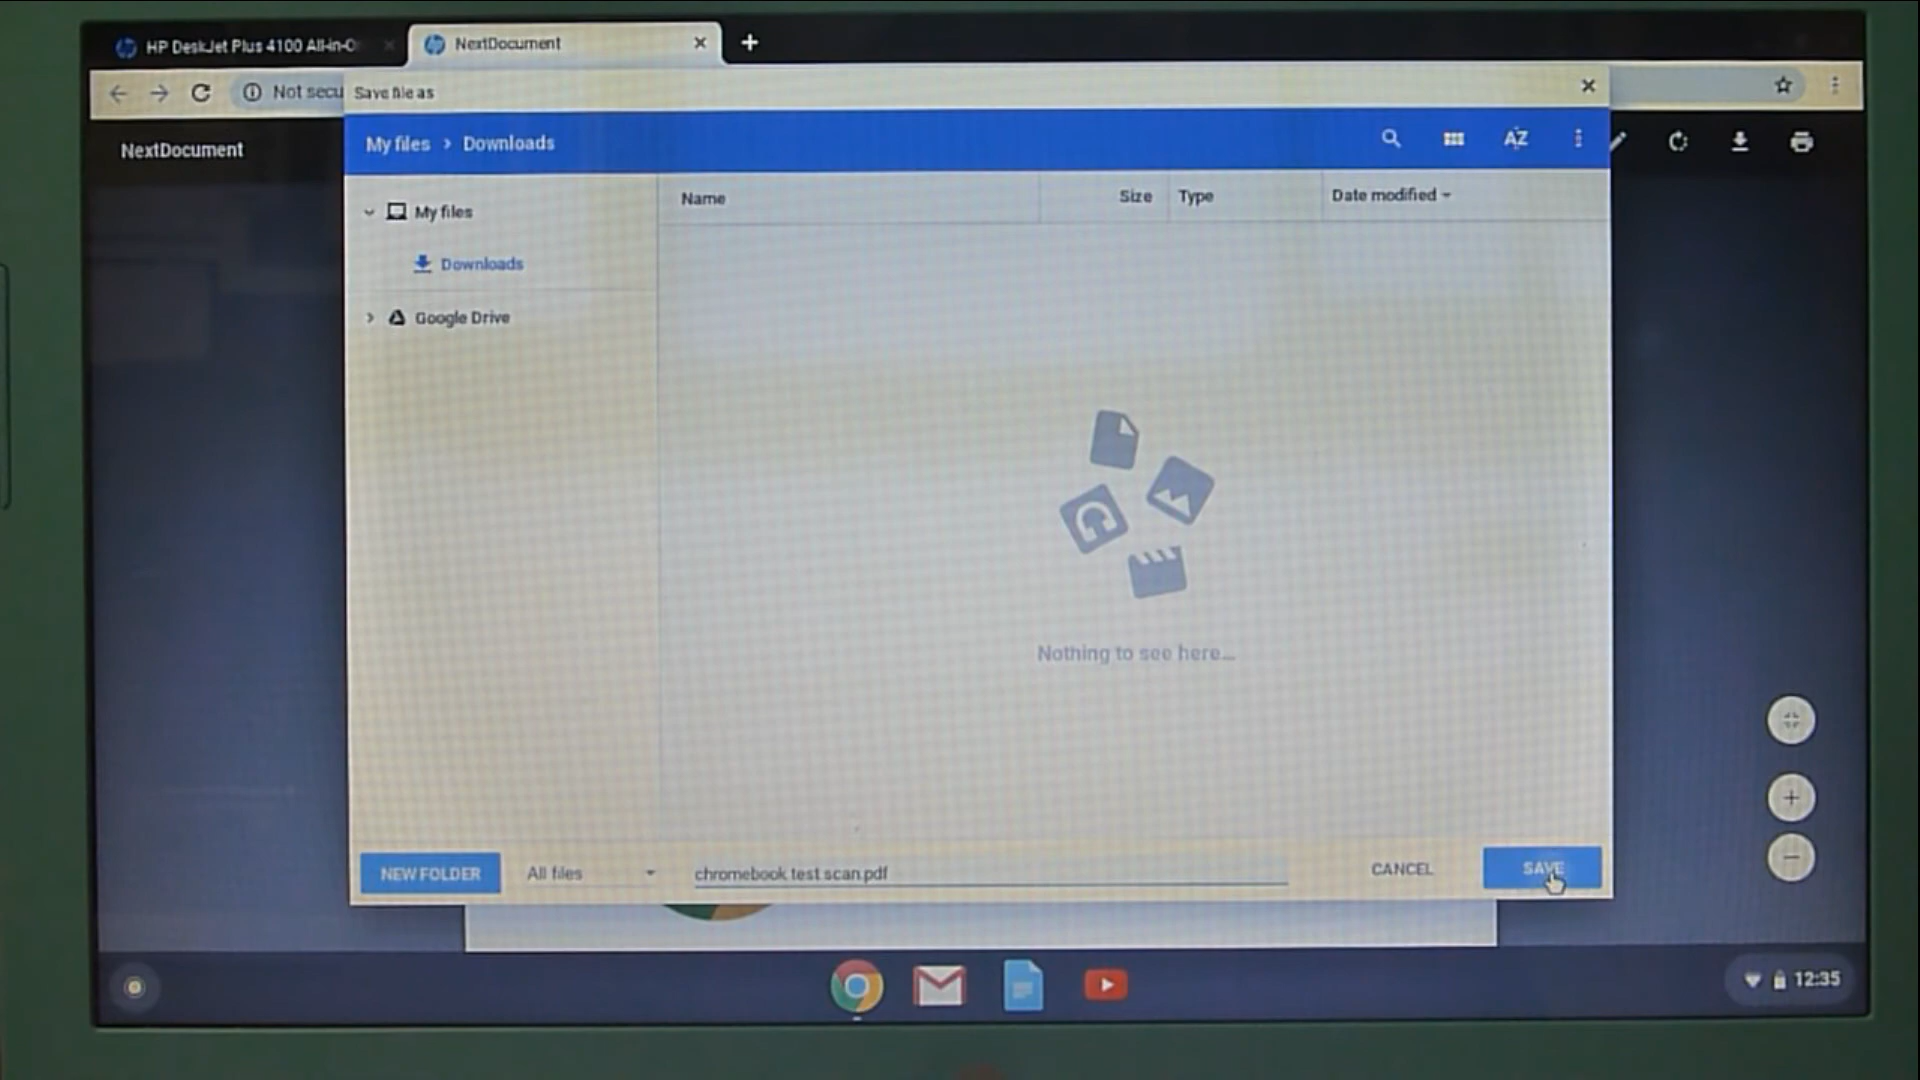 HP DeskJet Plus 4100 All-in-O
NextDocument
Not secu
Save file as
NextDocument
My files > Downloads
AZ
My files
Downloads
Google Drive
Name
Size
Type
Date modified
Nothing to see here...
NEW FOLDER
All files
chromebook test scan.pdf
CANCEL
SAVE
12:35